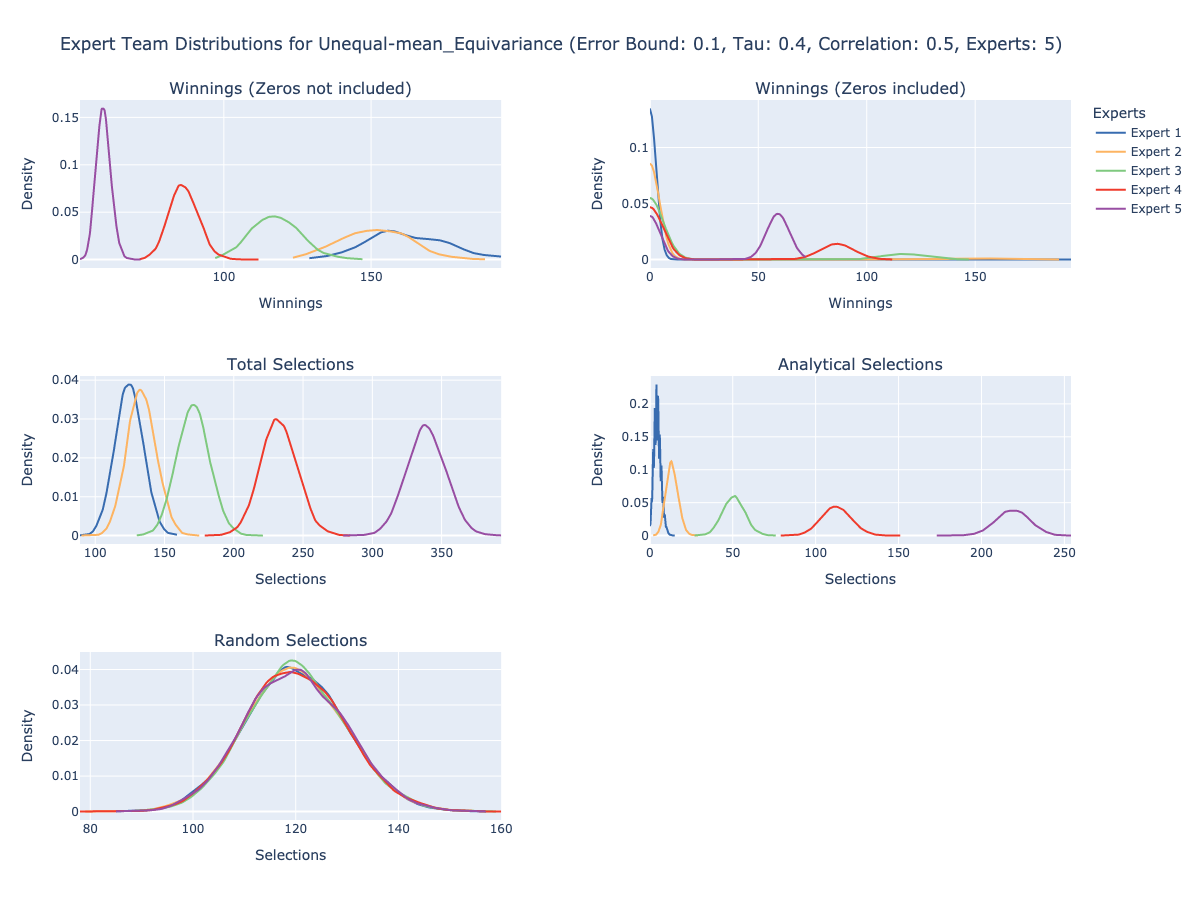 Expert Team Distributions for Unequal-mean_Equivariance (Error Bound: 0.1, Tau: 0.4, Correlation: 0.5, Experts: 5)
Winnings (Zeros not included)
0.15
0.1
0.05
0
Density
100
150
Winnings
Winnings (Zeros included)
0.1
0.05
0
Density
0
50
100
150
Winnings
Experts
Expert 1
Expert 2
Expert 3
Expert 4
Expert 5
Total Selections
0.04
0.03
0.02
0.01
0
Density
100
150
200
250
300
350
Selections
Analytical Selections
0.2
0.15
0.1
0.05
0
Density
0
50
100
150
200
250
Selections
Random Selections
0.04
0.03
0.02
0.01
0
Density
80
100
120
140
160
Selections